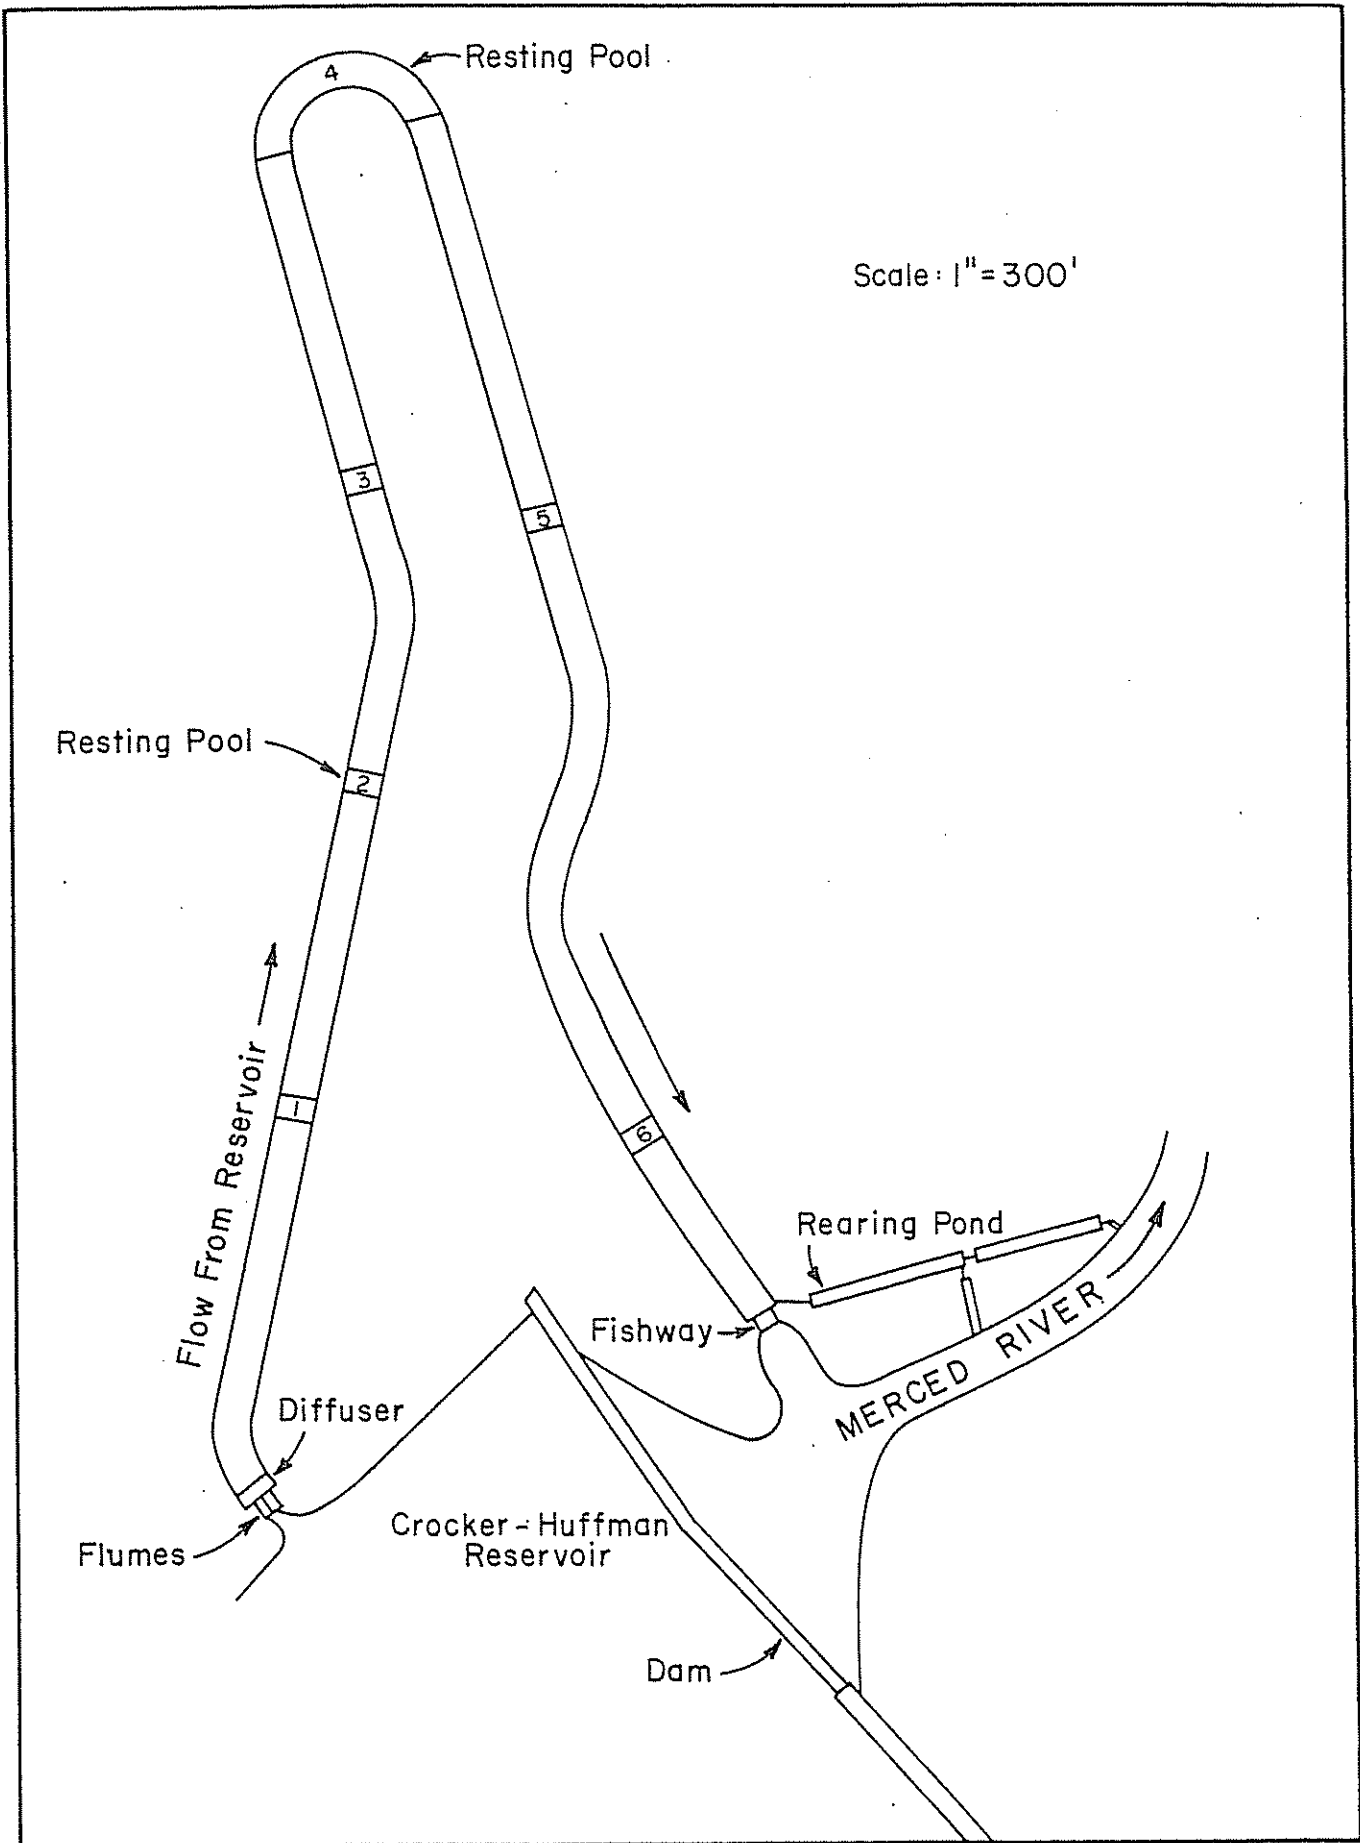 4
Resting Pool
Scale: 1"=300'
3
5
Resting Pool
2
Flow From Reservoir
1
6
Rearing Pond
Fishway
MERCED RIVER
Diffuser
Flumes
Crocker-Huffman
Reservoir
Dam